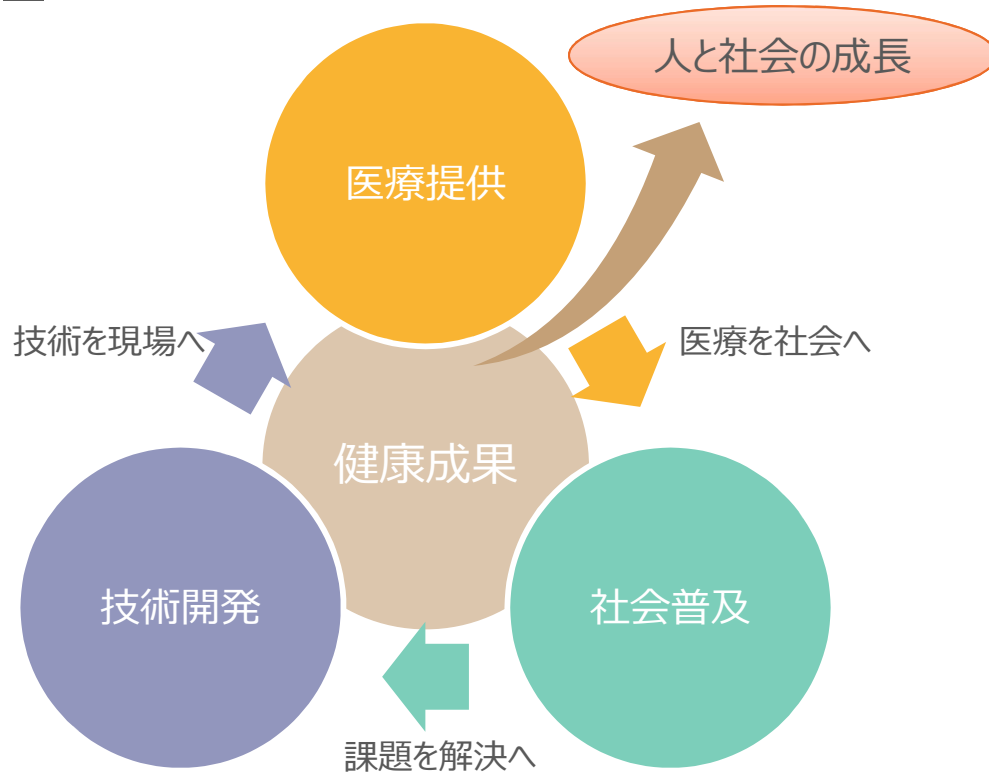 人と社会の成長
医療提供
技術を現場へ
医療を社会へ
健康成果
技術開発
社会普及
課題を解決へ